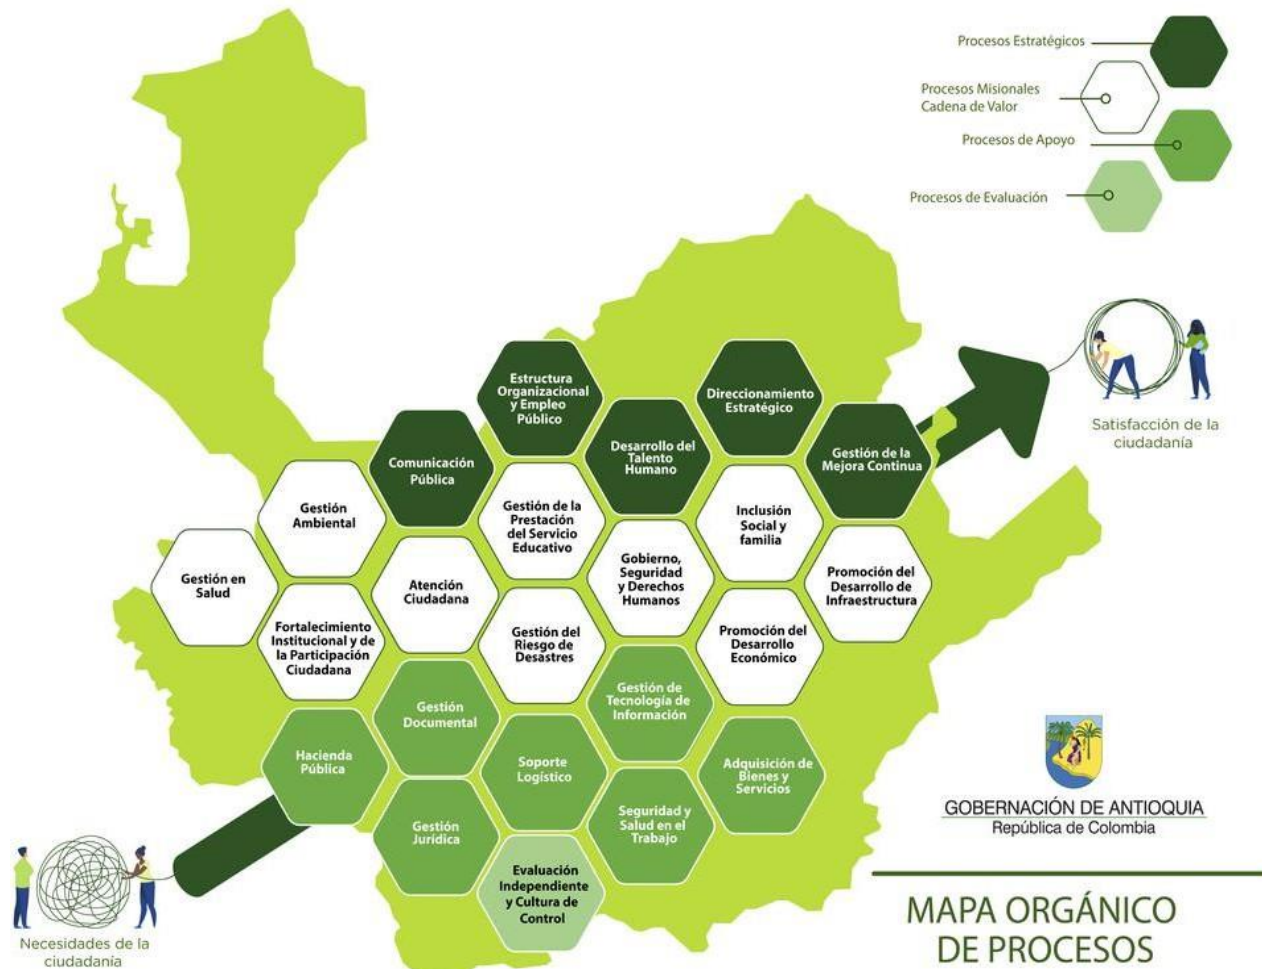 Procesos Estratégicos
Procesos Misionales
Cadena de Valor
Procesos de Apoyo
Procesos de Evaluación
Satisfacción de la
ciudadanía
Estructura
Organizacional
y Empleo
Público
Direccionamiento
Estratégico
Comunicación
Pública
Desarrollo del
Talento
Humano
Gestión de la
Mejora Continua
Gestión
Ambiental
Gestión de la
Prestación
del Servicio
Educativo
Inclusión
Social y
familia
Gestión en
Salud
Atención
Ciudadana
Gobierno,
Seguridad
y Derechos
Humanos
Promoción del
Desarrollo de
Infraestructura
Fortalecimiento
Institucional y de
la Participación
Ciudadana
Gestión del
Riesgo de
Desastres
Promoción del
Desarrollo
Económico
Gestión
Documental
Gestión de
Tecnología de
Información
Hacienda
Pública
Soporte
Logístico
Adquisición de
Bienes y
Servicios
Gestión
Jurídica
Seguridad y
Salud en el
Trabajo
Evaluación
Independiente
y Cultura de
Control
Necesidades de la
ciudadanía
GOBERNACIÓN DE ANTIOQUIA
República de Colombia
MAPA ORGÁNICO
DE PROCESOS